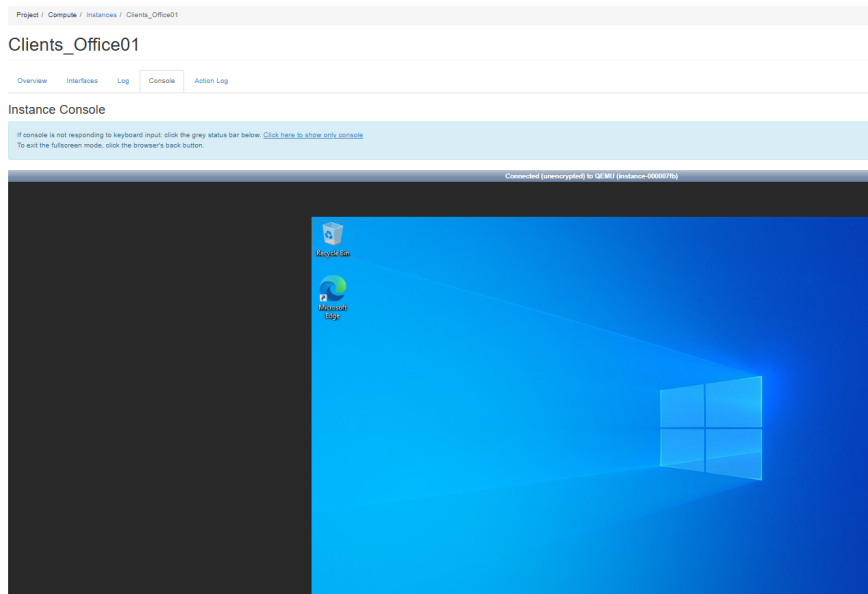 Project / Compute / Instances / Clients_Office01
Clients_Office01
Overview Interfaces Log Console Action Log
Instance Console
If console is not responding to keyboard input: click the grey status bar below. Click here to show only console
To exit the fullscreen mode, click the browser's back button.
Connected (unencrypted) to QEMU (instance-000007fb)
Recycle Bin
Microsoft
Edge